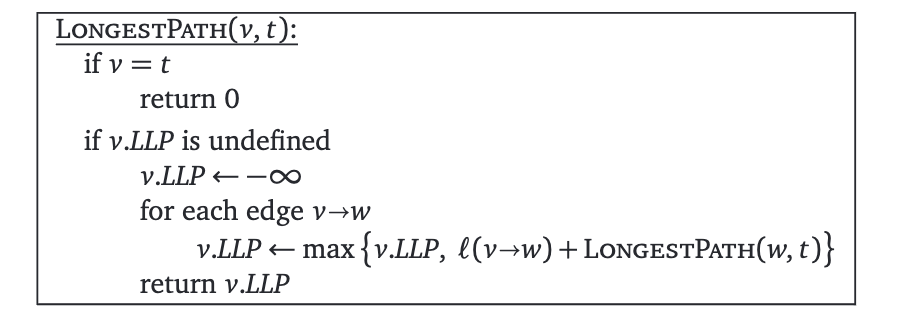 LONGESTPATH(v, t):
if v = t
return 0
if v.LLP is undefined
v.LLP ← −∞
for each edge v→w
v.LLP ← max{v.LLP, ℓ(v→w) + LONGESTPATH(w, t)}
return v.LLP